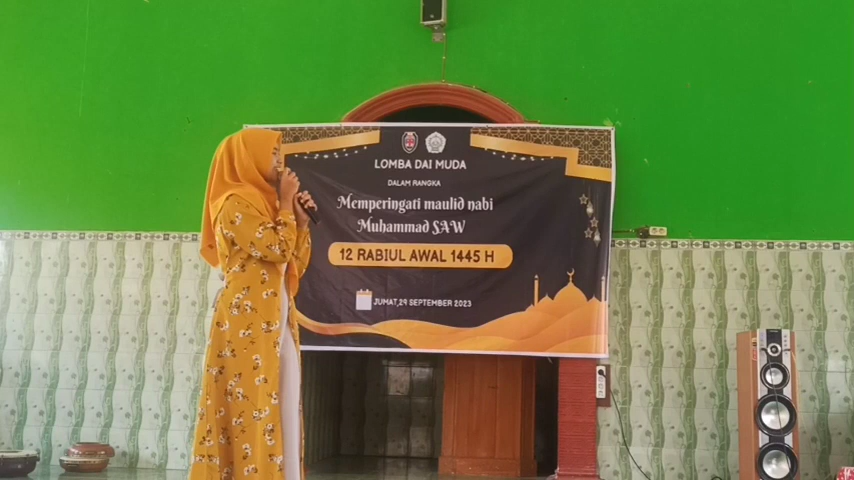 LOMBA DAI MUDA
DALAM RANGKA
Memperingati maulid nabi
Muhammad SAW
12 RABIUL AWAL 1445 H
JUMAT,29 SEPTEMBER 2023